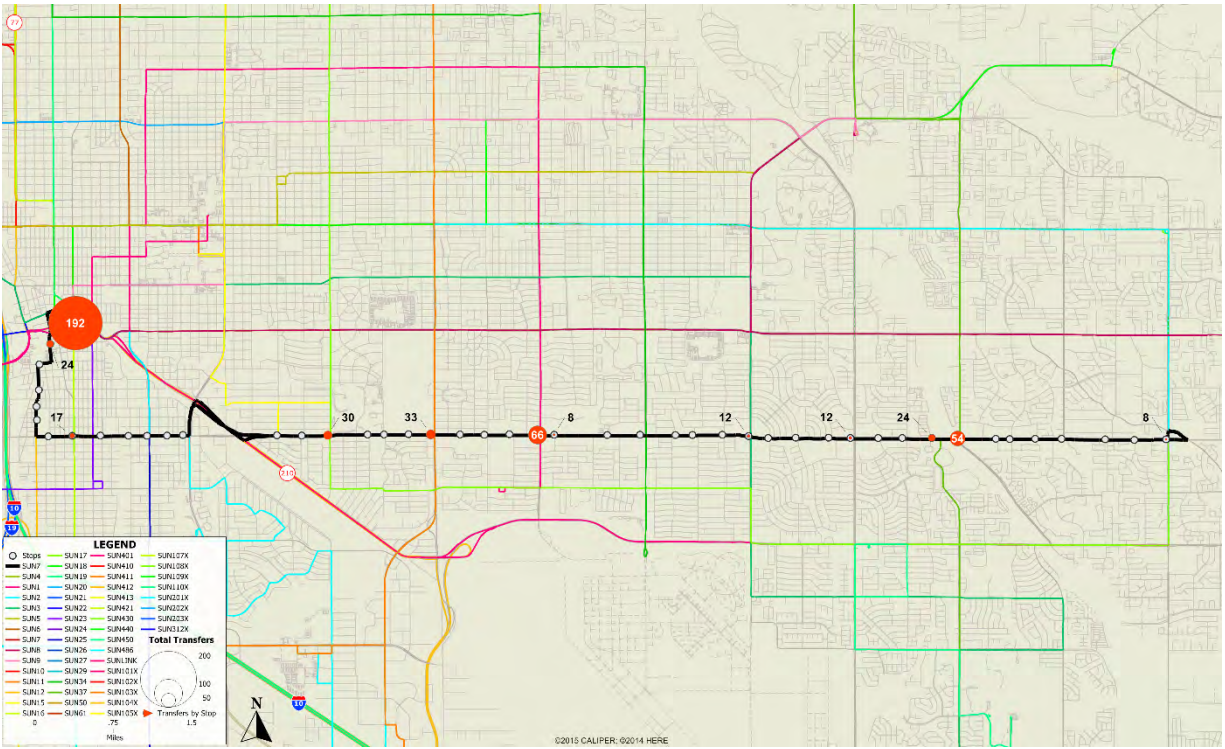 77
192
24
17
30
33
66
8
12
12
24
54
8
210
10
19
10
LEGEND
Stops
SUN7
SUN4
SUN1
SUN2
SUN3
SUN5
SUN6
SUN7
SUN8
SUN9
SUN10
SUN11
SUN12
SUN15
SUN16
SUN17
SUN18
SUN19
SUN20
SUN21
SUN22
SUN23
SUN24
SUN25
SUN26
SUN27
SUN29
SUN34
SUN37
SUN50
SUN61
SUN401
SUN410
SUN411
SUN412
SUN413
SUN421
SUN430
SUN440
SUN450
SUN486
SUNLINK
SUN101X
SUN102X
SUN103X
SUN104X
SUN105X
SUN107X
SUN108X
SUN109X
SUN110X
SUN201X
SUN202X
SUN203X
SUN312X
Total Transfers
200
100
50
Transfers by Stop
0 .75 1.5
Miles
N
©2015 CALIPER; ©2014 HERE